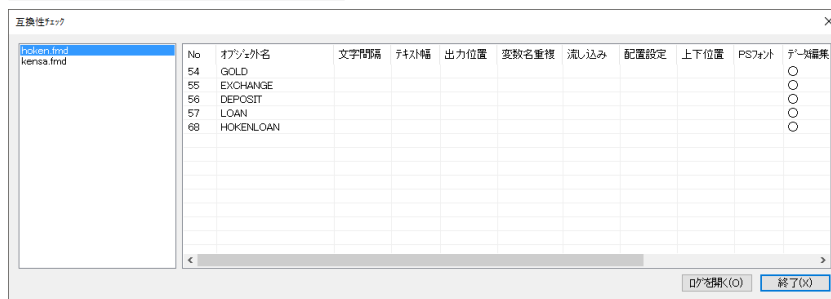 互換性ﾁｪｯｸ
hoken.fmd
kensa.fmd
No ｵﾌﾞｼﾞｪｸﾄ名 文字間隔 ﾃｷｽﾄ幅 出力位置 変数名重複 流し込み 配置設定 上下位置 PSﾌｫﾝﾄ ﾃﾞｰﾀ編集
54 GOLD ○
55 EXCHANGE ○
56 DEPOSIT ○
57 LOAN ○
68 HOKENLOAN ○
ﾛｸﾞを開く(O) 終了(X)